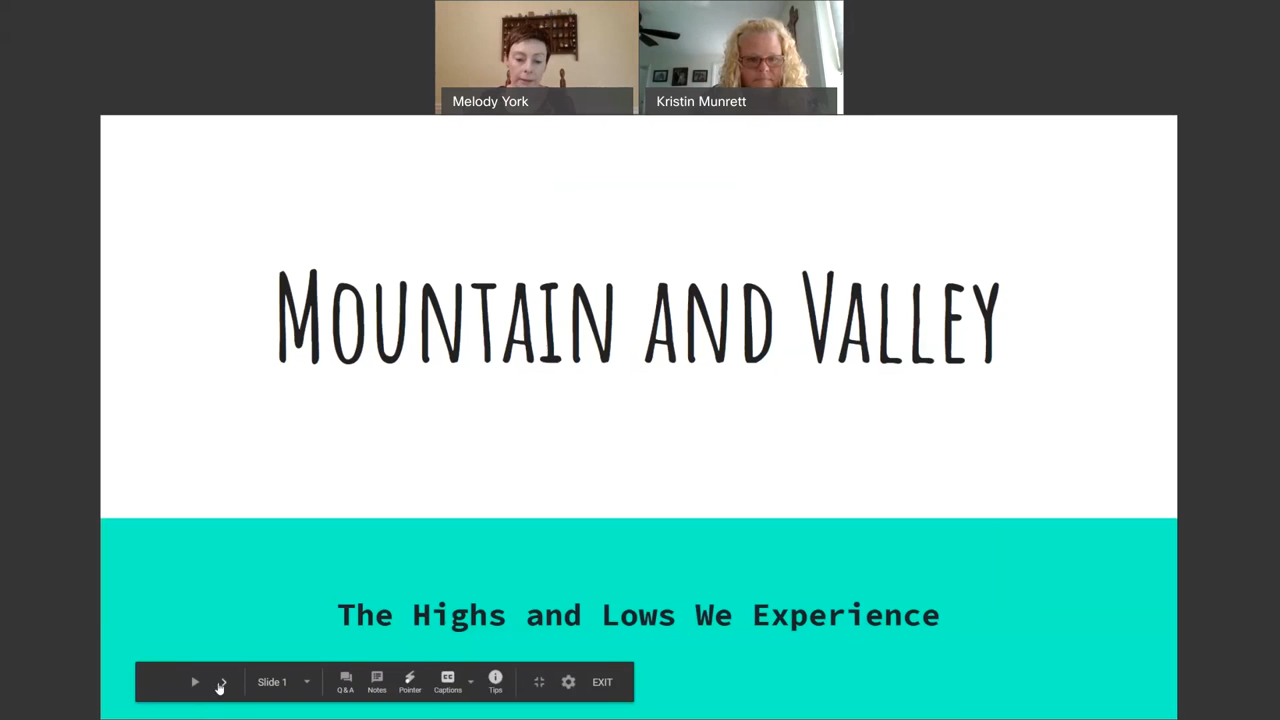 Melody York
Kristin Munrett
Mountain and Valley
The Highs and Lows We Experience
Slide 1
Q & A
Notes
Pointer
CC
Captions
Tips
EXIT